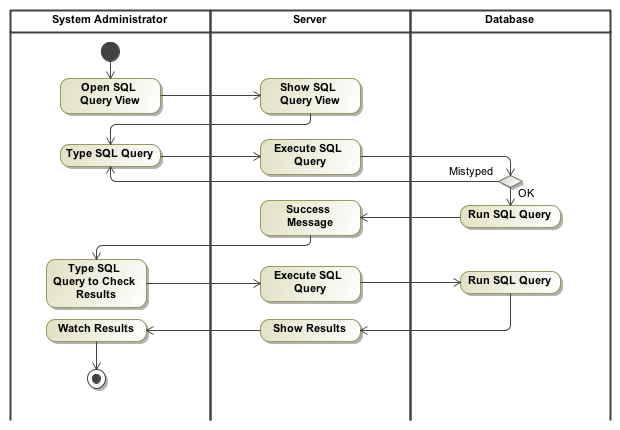 System Administrator
Server
Database
Open SQL
Query View
Show SQL
Query View
Type SQL Query
Execute SQL
Query
Mistyped
OK
Success
Message
Run SQL Query
Type SQL
Query to Check
Results
Execute SQL
Query
Run SQL Query
Watch Results
Show Results